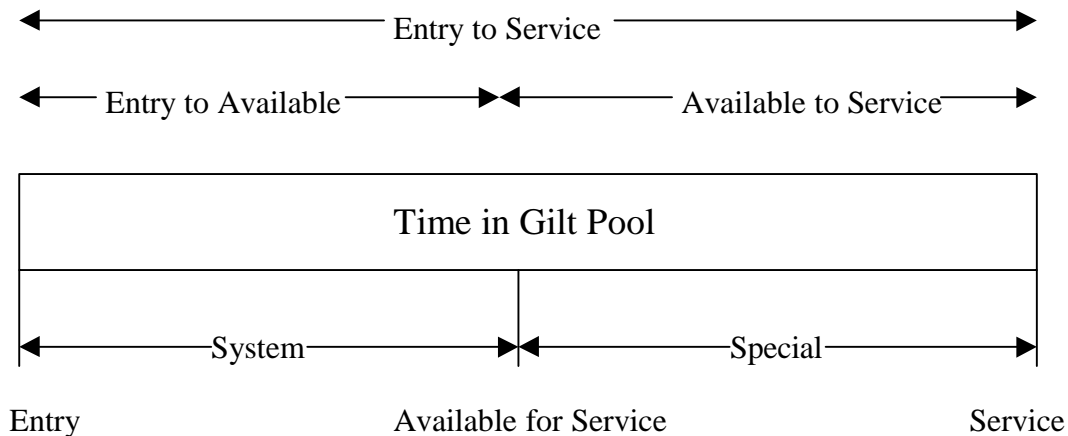 Entry to Service
Entry to Available Available to Service
Time in Gilt Pool
System Special
Entry Available for Service Service